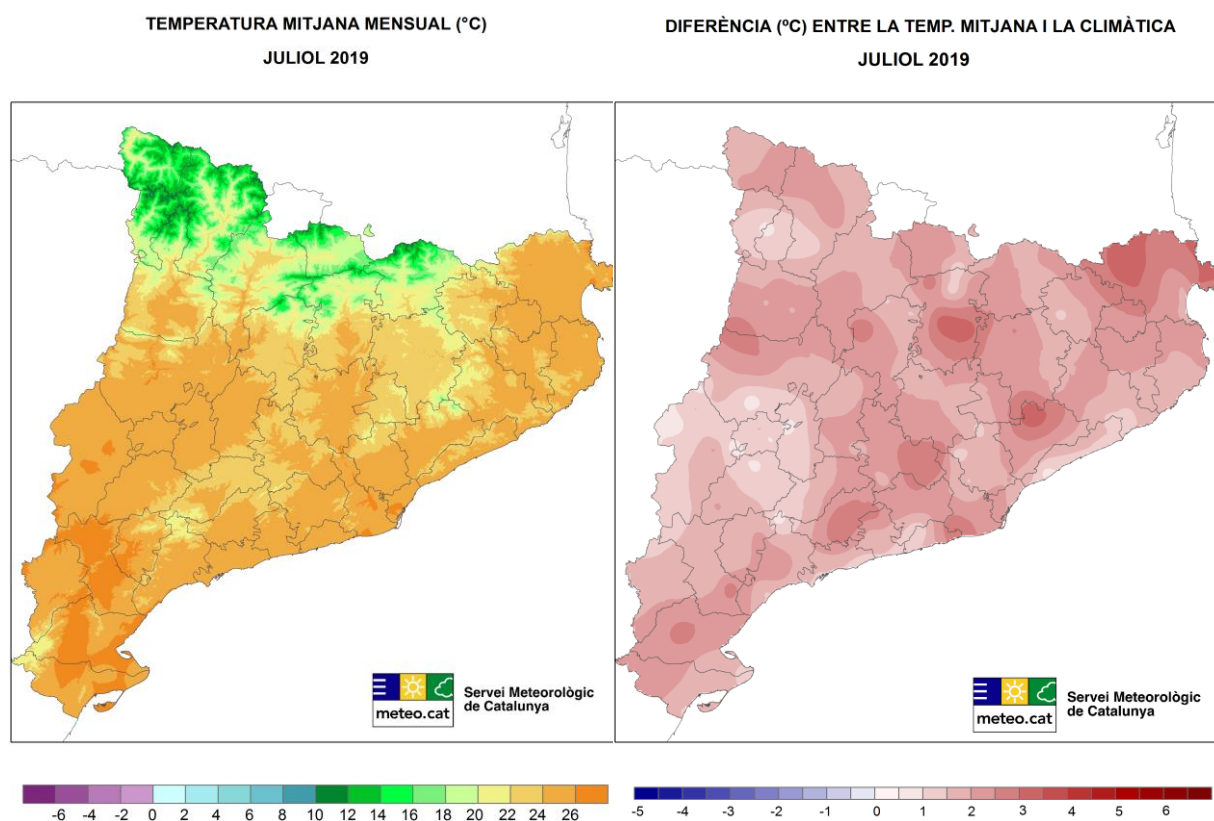 TEMPERATURA MITJANA MENSUAL (°C)
JULIOL 2019
DIFERÈNCIA (ºC) ENTRE LA TEMP. MITJANA I LA CLIMÀTICA
JULIOL 2019
meteo.cat
Servei Meteorològic
de Catalunya
meteo.cat
Servei Meteorològic
de Catalunya
-6 -4 -2 0 2 4 6 8 10 12 14 16 18 20 22 24 26
-5 -4 -3 -2 -1 0 1 2 3 4 5 6